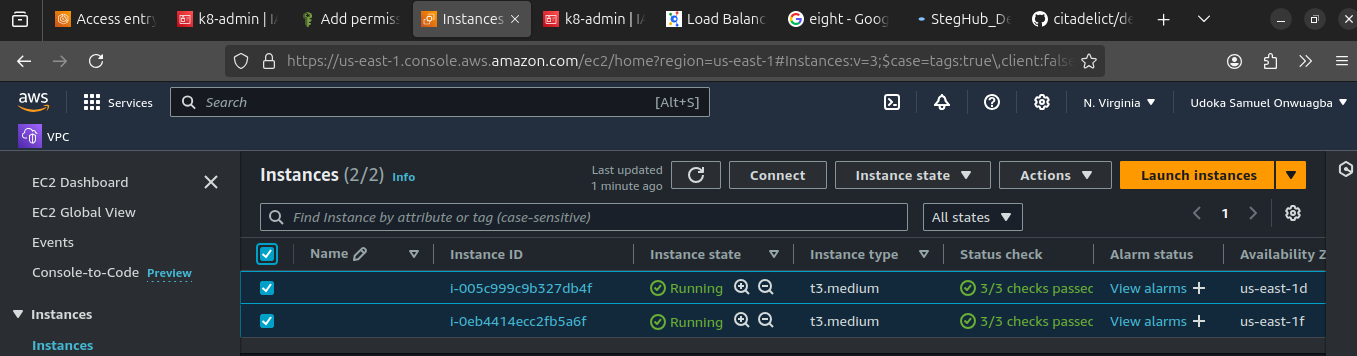 Access entry
k8-admin | IA
Add permiss
Instances
k8-admin | IA
Load Balanc
eight - Goog
StegHub_De
citadelict/de
https://us-east-1.console.aws.amazon.com/ec2/home?region=us-east-1#Instances:v=3;$case=tags:true\,client:false
aws
Services
Search
[Alt+S]
N. Virginia
Udoka Samuel Onwuagba
VPC
EC2 Dashboard
EC2 Global View
Events
Console-to-Code Preview
Instances
Instances
Instances (2/2) Info
Last updated
1 minute ago
Connect
Instance state
Actions
Launch instances
Find Instance by attribute or tag (case-sensitive)
All states
1
Name Instance ID Instance state Instance type Status check Alarm status Availability Z
i-005c999c9b327db4f Running t3.medium 3/3 checks passec View alarms + us-east-1d
i-0eb4414ecc2fb5a6f Running t3.medium 3/3 checks passec View alarms + us-east-1f